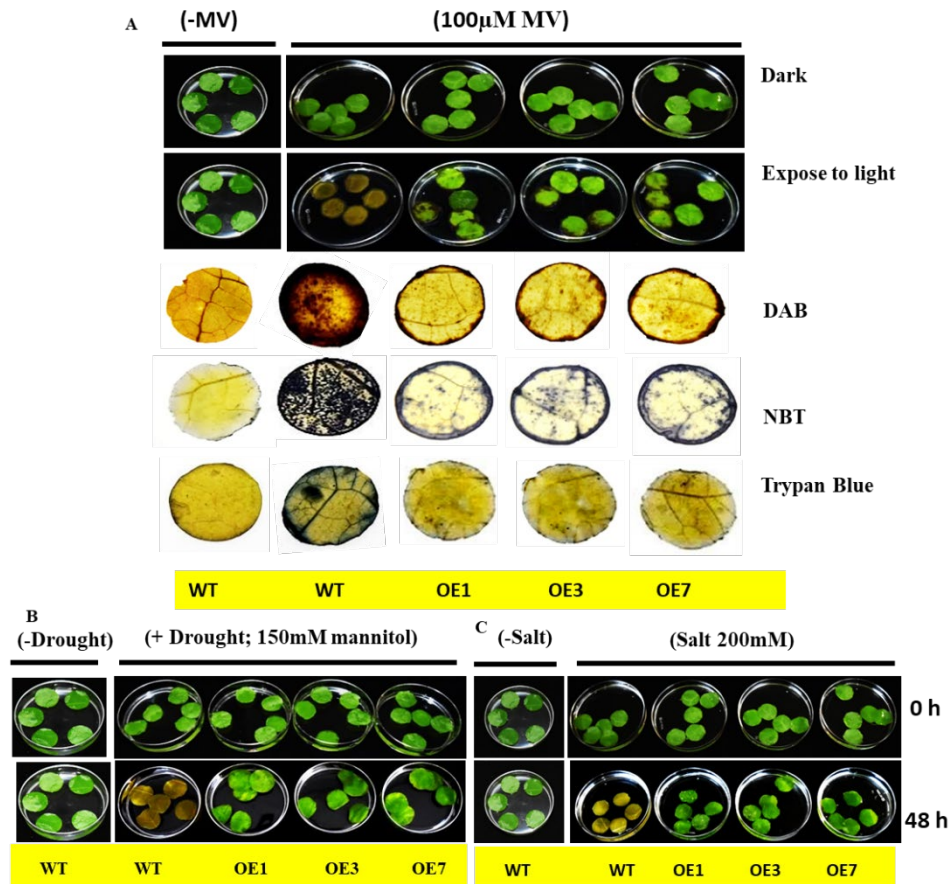 A
(-MV)
(100µM MV)
Dark
Expose to light
DAB
NBT
Trypan Blue
WT WT OE1 OE3 OE7
B
(-Drought)
(+ Drought; 150mM mannitol)
C
(-Salt)
(Salt 200mM)
0 h
48 h
WT WT OE1 OE3 OE7
WT WT OE1 OE3 OE7